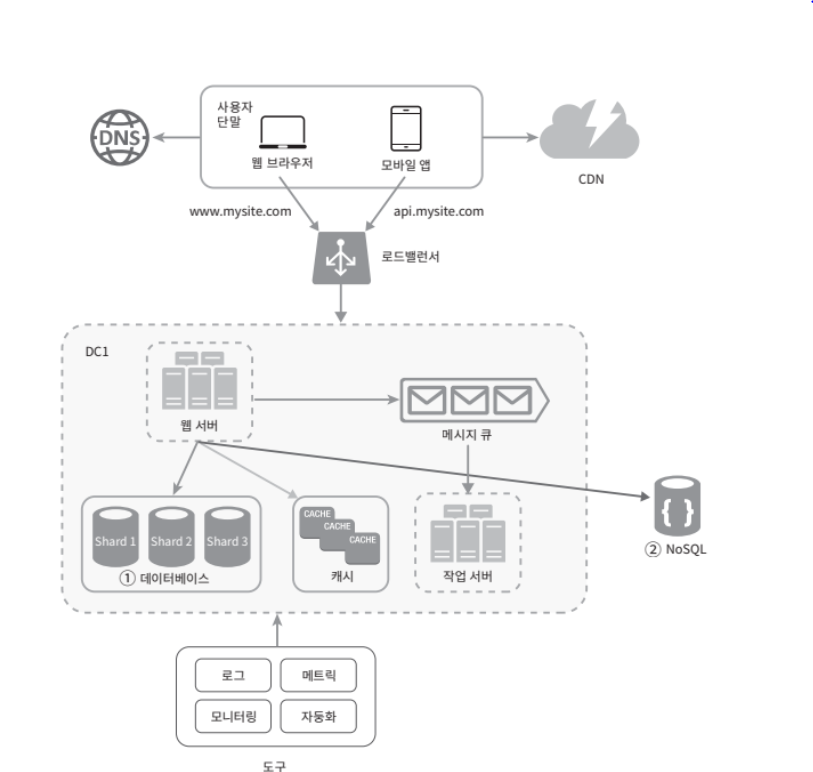 사용자
단말
DNS
웹 브라우저
모바일 앱
CDN
www.mysite.com
api.mysite.com
로드밸런서
DC1
웹 서버
메시지 큐
Shard 1
Shard 2
Shard 3
① 데이터베이스
CACHE
CACHE
CACHE
캐시
작업 서버
{ }
② NoSQL
로그
메트릭
모니터링
자동화
도구